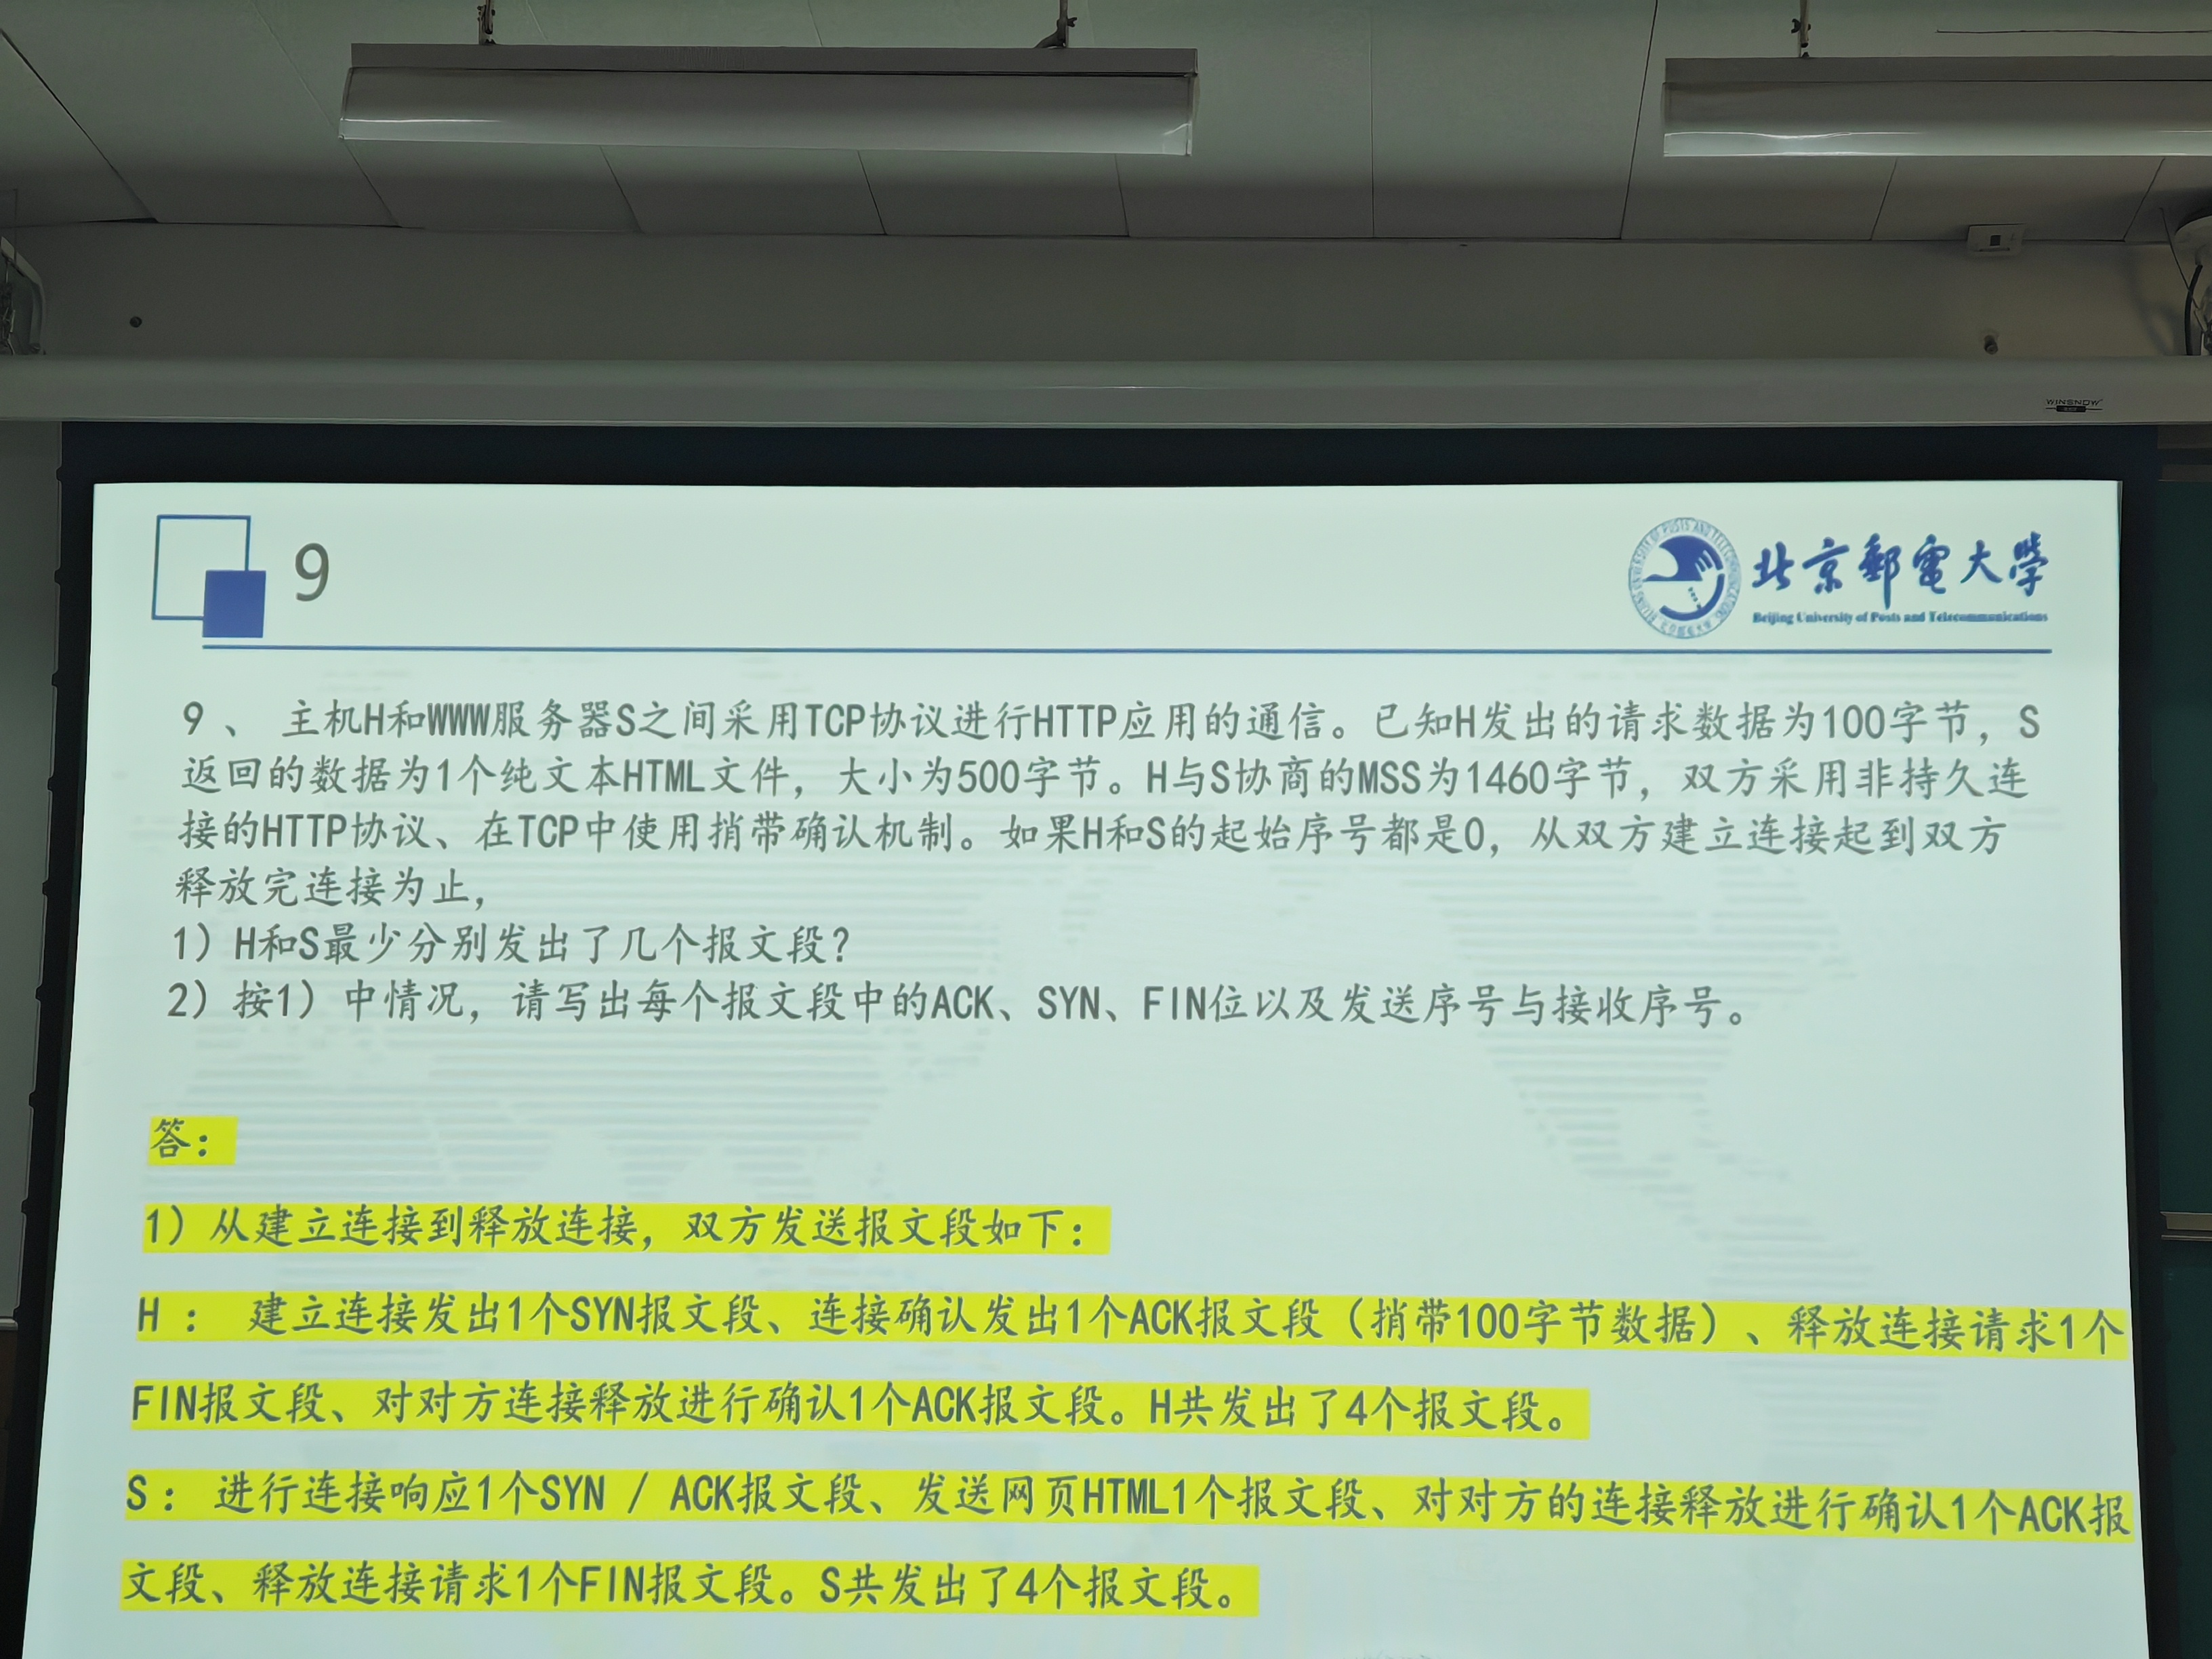 WINSNOW
9
北京郵電大學
Beijing University of Posts and Telecommunications
9、 主机H和WWW服务器S之间采用TCP协议进行HTTP应用的通信。已知H发出的请求数据为100字节，S
返回的数据为1个纯文本HTML文件，大小为500字节。H与S协商的MSS为1460字节，双方采用非持久连
接的HTTP协议、在TCP中使用捎带确认机制。如果H和S的起始序号都是0，从双方建立连接起到双方
释放完连接为止，
1）H和S最少分别发出了几个报文段？
2）按1）中情况，请写出每个报文段中的ACK、SYN、FIN位以及发送序号与接收序号。
答：
1）从建立连接到释放连接，双方发送报文段如下：
H： 建立连接发出1个SYN报文段、连接确认发出1个ACK报文段（捎带100字节数据）、释放连接请求1个
FIN报文段、对对方连接释放进行确认1个ACK报文段。H共发出了4个报文段。
S： 进行连接响应1个SYN / ACK报文段、发送网页HTML1个报文段、对对方的连接释放进行确认1个ACK报
文段、释放连接请求1个FIN报文段。S共发出了4个报文段。